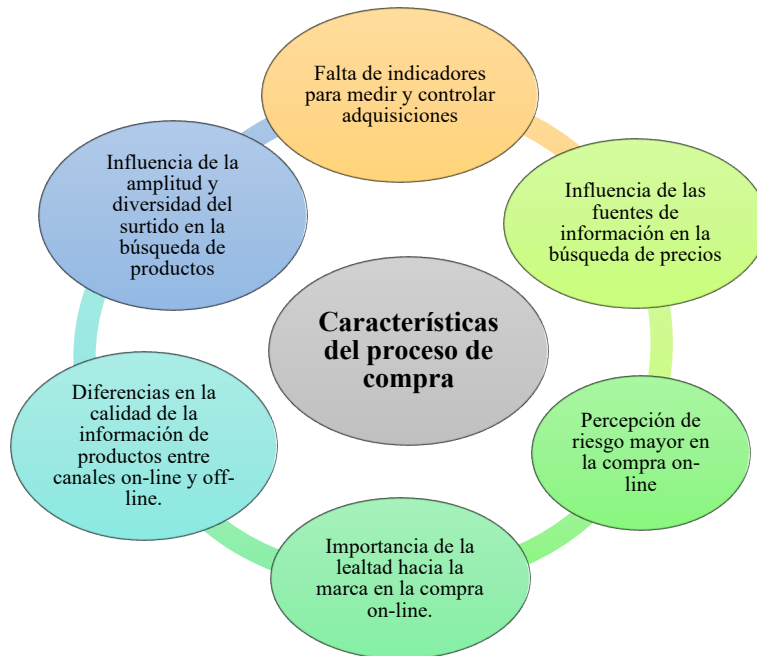 Falta de indicadores
para medir y controlar
adquisiciones
Influencia de las
fuentes de
información en la
búsqueda de precios
Percepción de
riesgo mayor en
la compra on-
line
Importancia de la
lealtad hacia la
marca en la compra
on-line.
Diferencias en la
calidad de la
información de
productos entre
canales on-line y off-
line.
Influencia de la
amplitud y
diversidad del
surtido en la
búsqueda de
productos
Características
del proceso de
compra